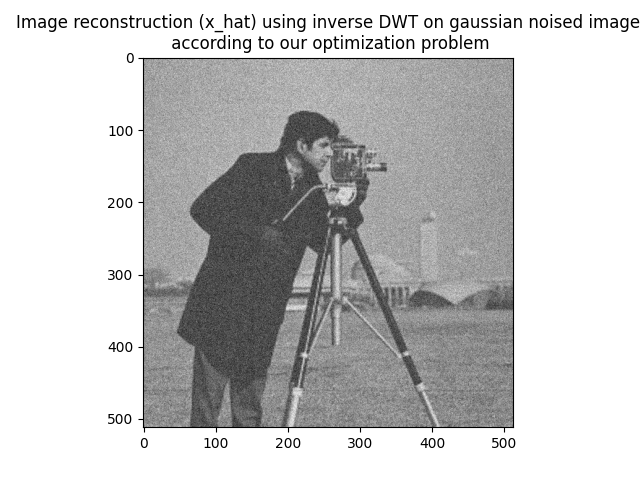 Image reconstruction (x_hat) using inverse DWT on gaussian noised image
according to our optimization problem
0
100
200
300
400
500
0 100 200 300 400 500